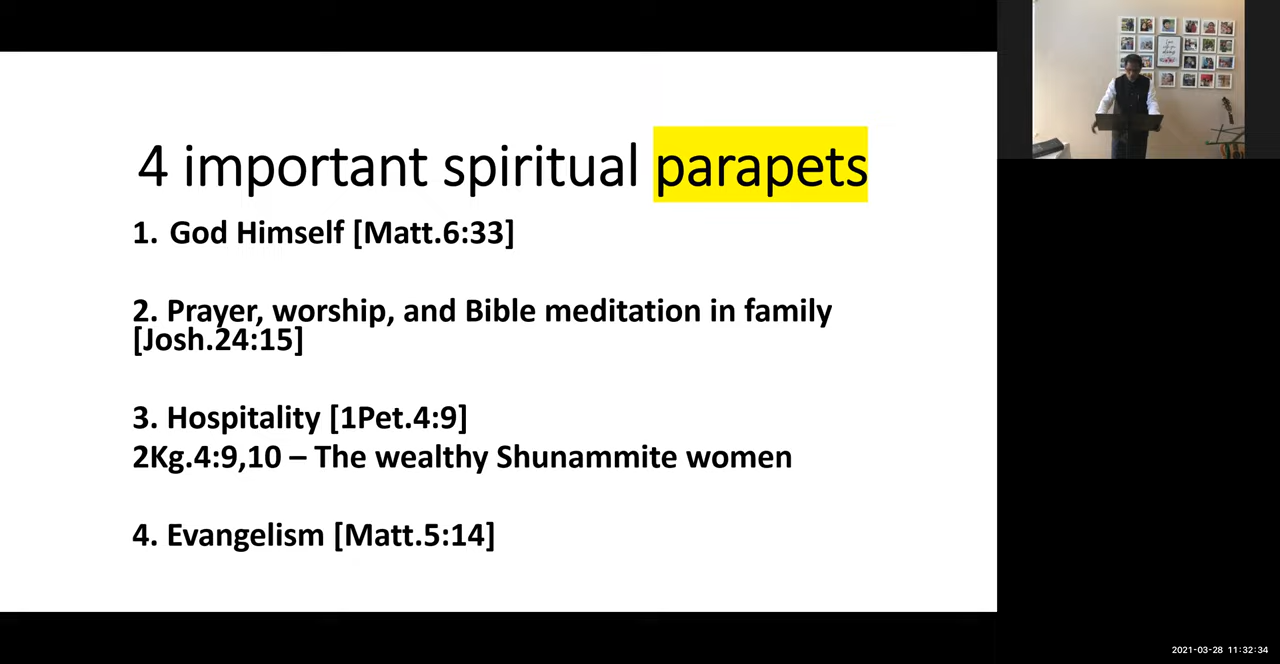 4 important spiritual parapets
1. God Himself [Matt.6:33]
2. Prayer, worship, and Bible meditation in family
[Josh.24:15]
3. Hospitality [1Pet.4:9]
2Kg.4:9,10 – The wealthy Shunammite women
4. Evangelism [Matt.5:14]
2021-03-28 11:32:34